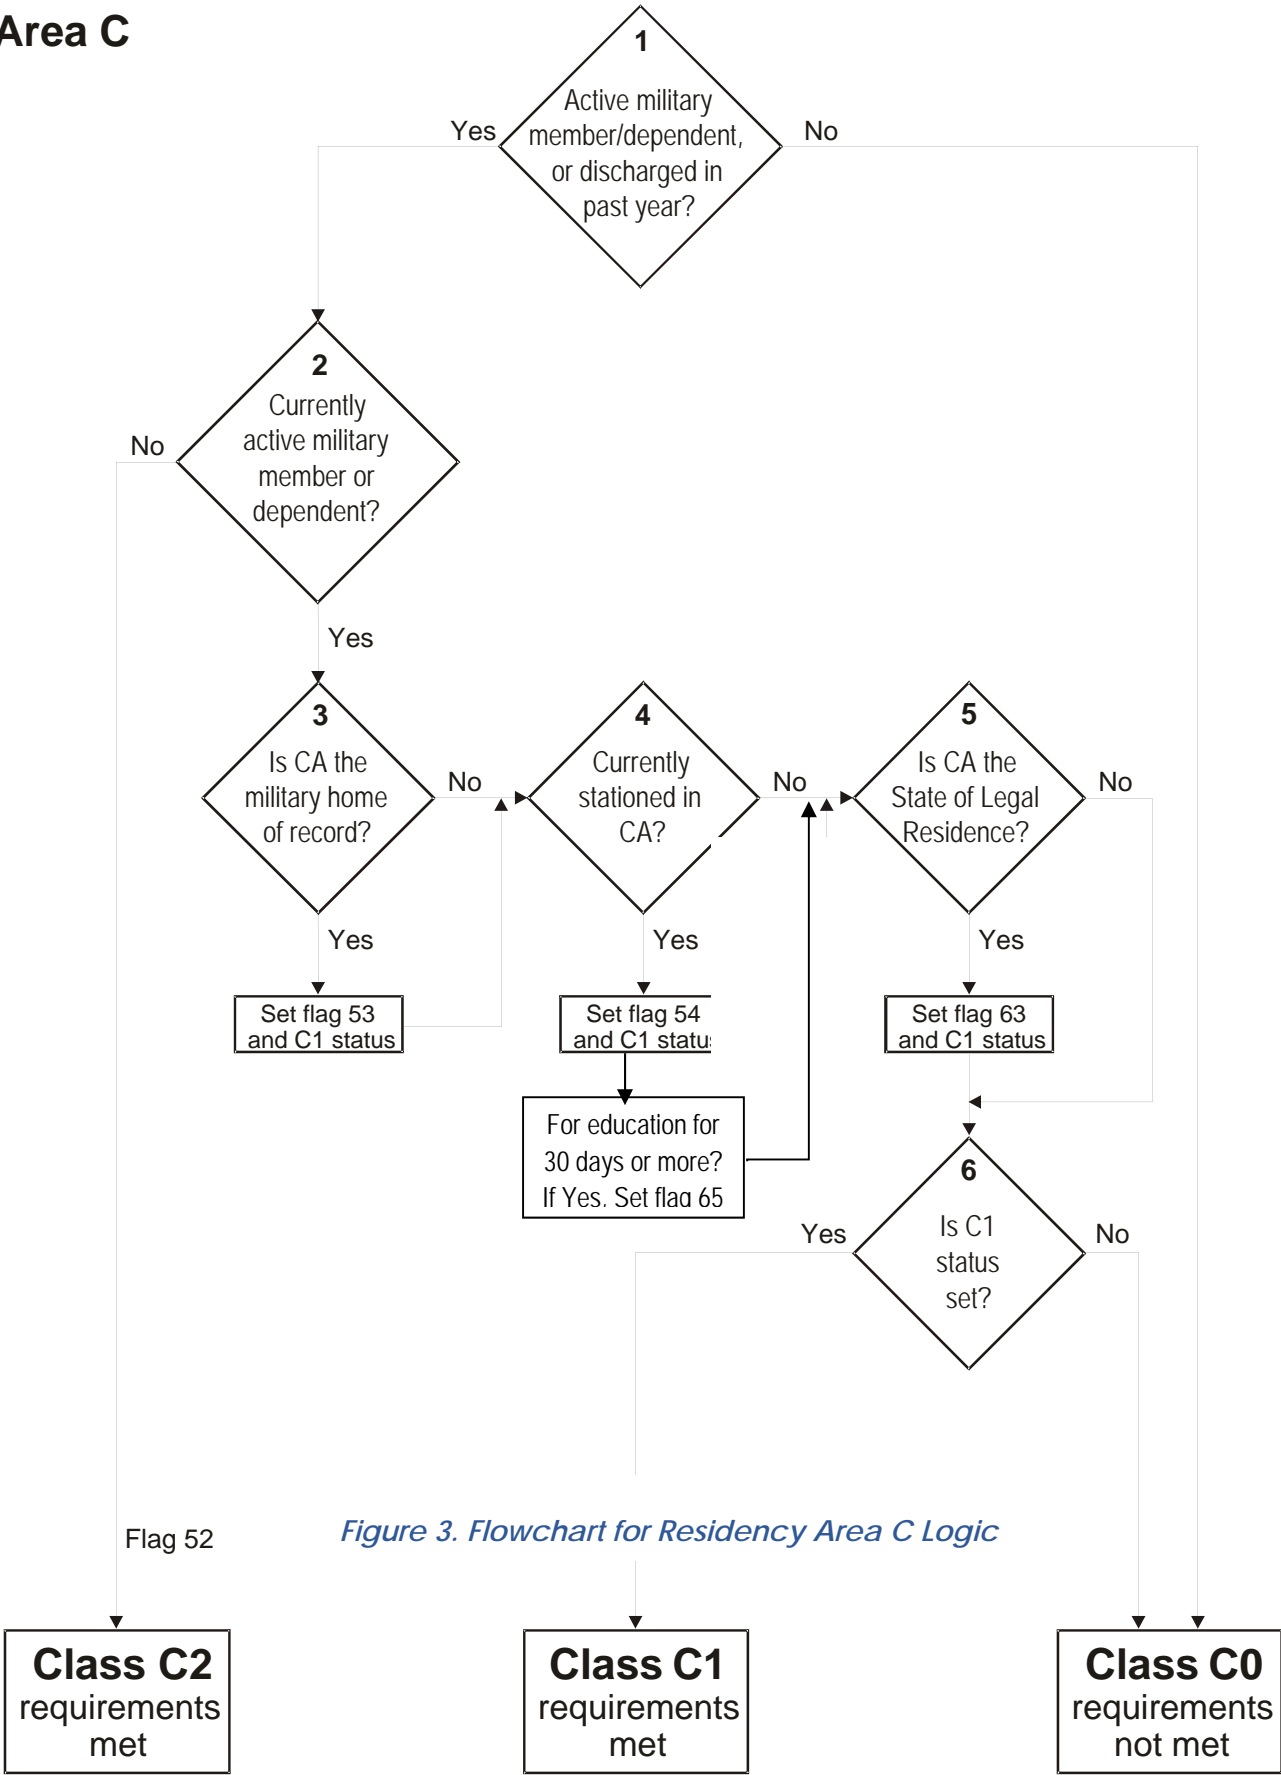 Area C
1
Active military
member/dependent,
or discharged in
past year?
Yes
No
2
Currently
active military
member or
dependent?
No
Yes
3
Is CA the
military home
of record?
No
Yes
4
Currently
stationed in
CA?
No
Yes
5
Is CA the
State of Legal
Residence?
No
Yes
Set flag 53
and C1 status
Set flag 54
and C1 statu
Set flag 63
and C1 status
For education for
30 days or more?
If Yes, Set flag 65
6
Is C1
status
set?
Yes
No
Flag 52
Figure 3. Flowchart for Residency Area C Logic
Class C2
requirements
met
Class C1
requirements
met
Class C0
requirements
not met